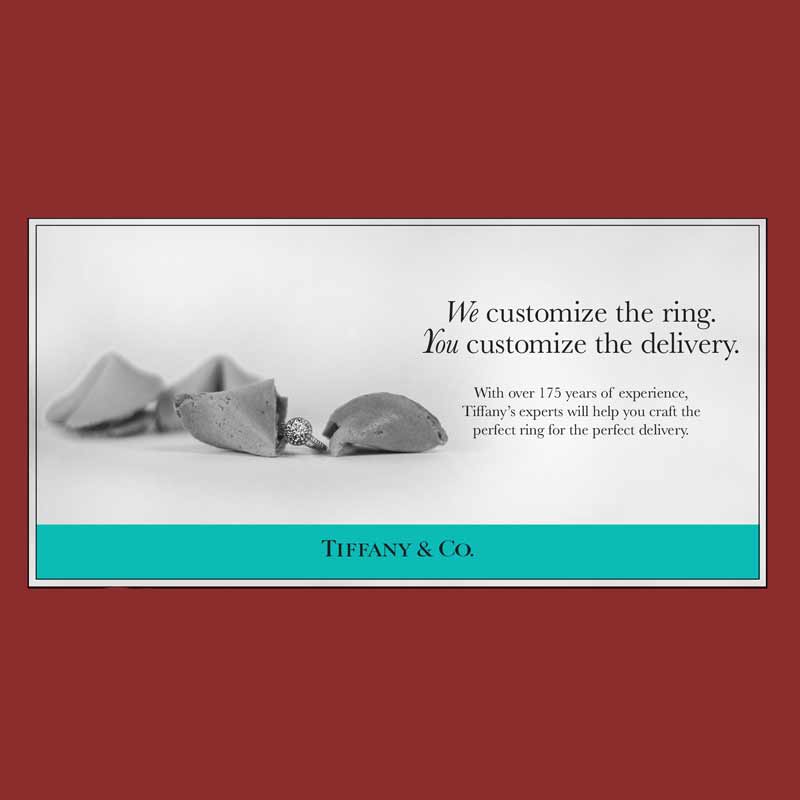 We customize the ring.
You customize the delivery.
With over 175 years of experience,
Tiffany's experts will help you craft the
perfect ring for the perfect delivery.
TIFFANY & CO.